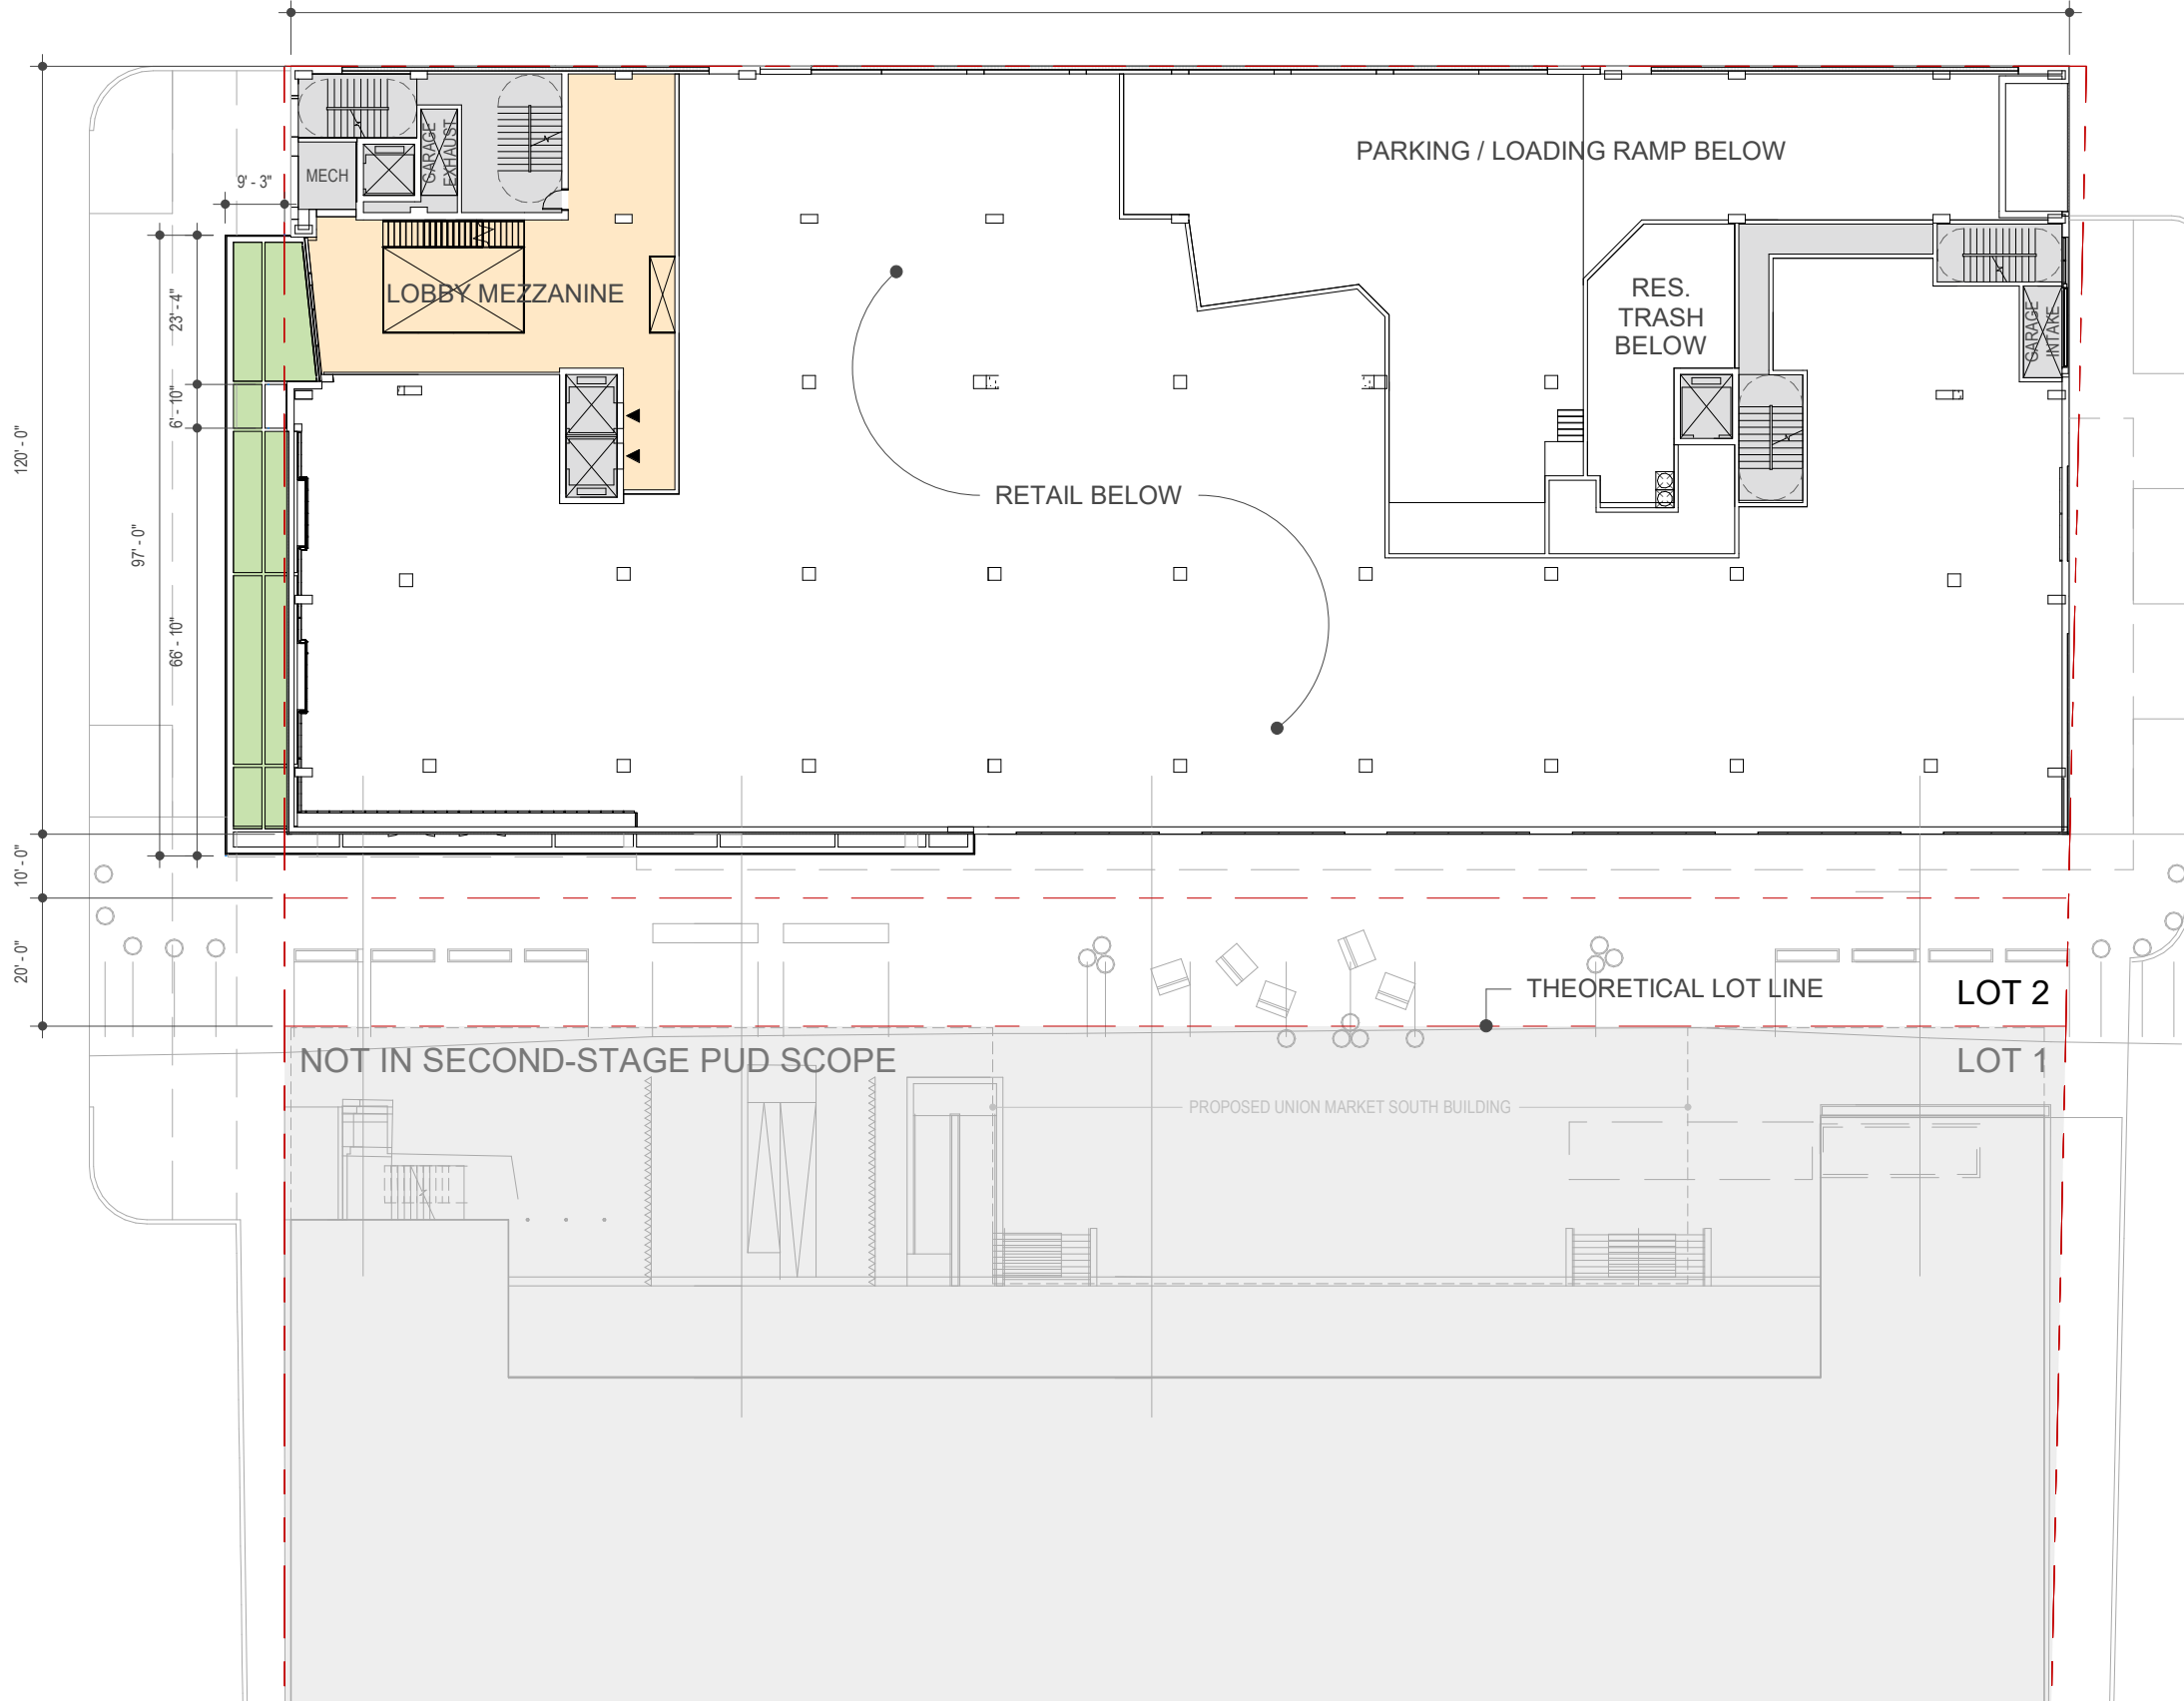 PARKING / LOADING RAMP BELOW
GARAGE
EXHAUST
MECH
9' - 3"
LOBBY MEZZANINE
RES.
TRASH
BELOW
GARAGE
INTAKE
23' - 4"
6' - 10"
120' - 0"
97' - 0"
66' - 10"
RETAIL BELOW
10' - 0"
20' - 0"
THEORETICAL LOT LINE
LOT 2
NOT IN SECOND-STAGE PUD SCOPE
LOT 1
PROPOSED UNION MARKET SOUTH BUILDING